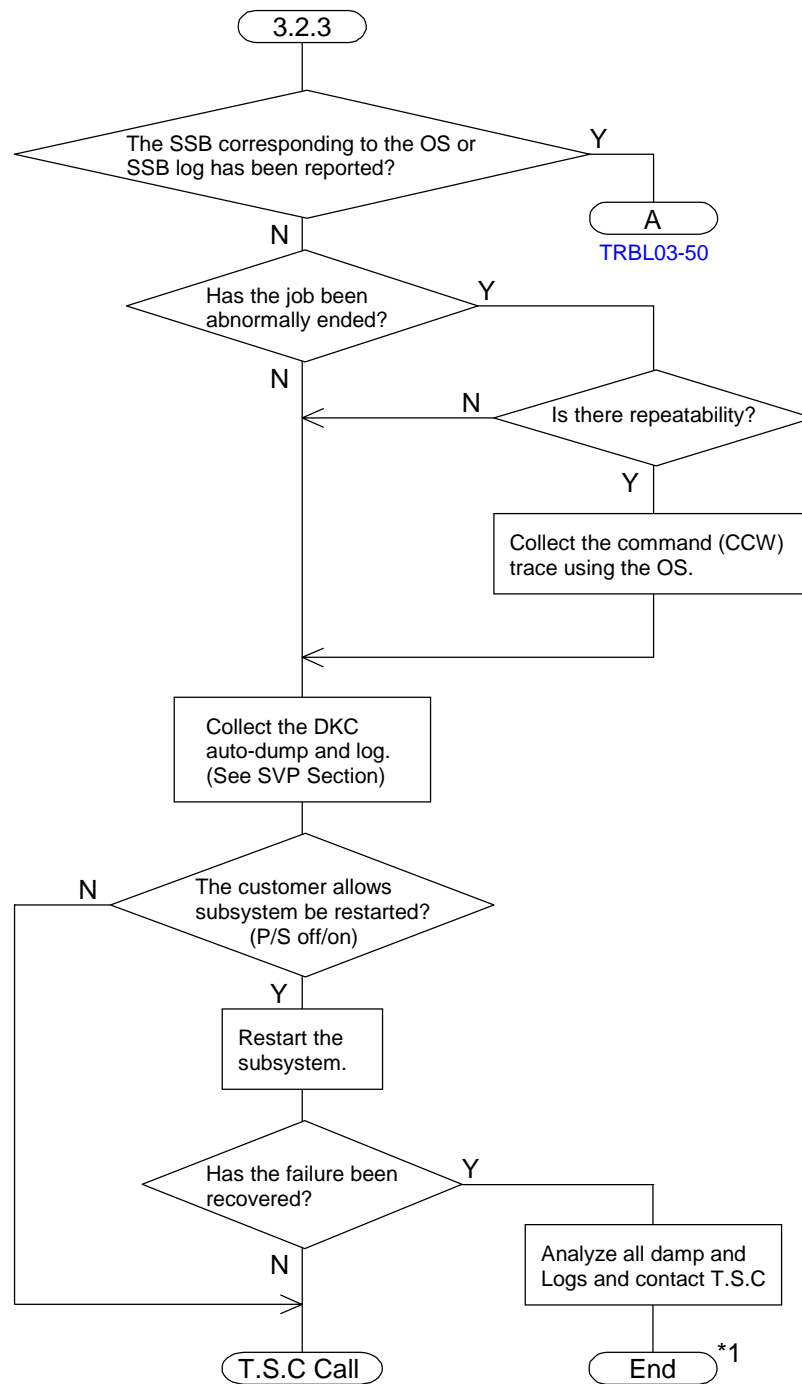 3.2.3
The SSB corresponding to the OS or
SSB log has been reported?
Y
N
A
TRBL03-50
Has the job been
abnormally ended?
Y
N
N
Is there repeatability?
Y
Collect the command (CCW)
trace using the OS.
Collect the DKC
auto-dump and log.
(See SVP Section)
N
The customer allows
subsystem be restarted?
(P/S off/on)
Y
Restart the
subsystem.
Has the failure been
recovered?
Y
N
Analyze all damp and
Logs and contact T.S.C
T.S.C Call
End
*1